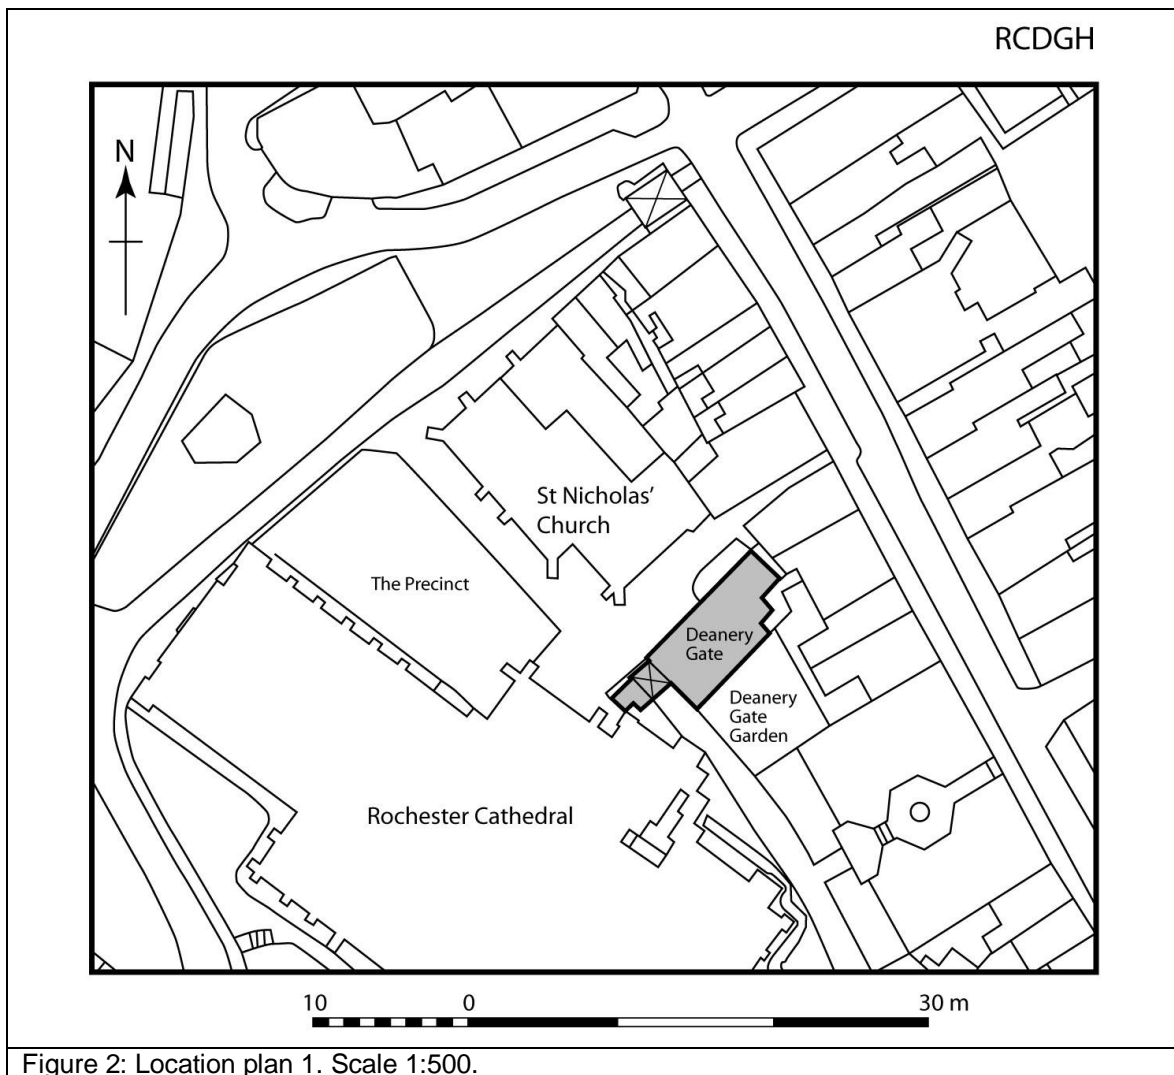 RCDGH
N
St Nicholas'
Church
The Precinct
Deanery
Gate
Deanery
Gate
Garden
Rochester Cathedral
10 0 30 m
Figure 2: Location plan 1. Scale 1:500.